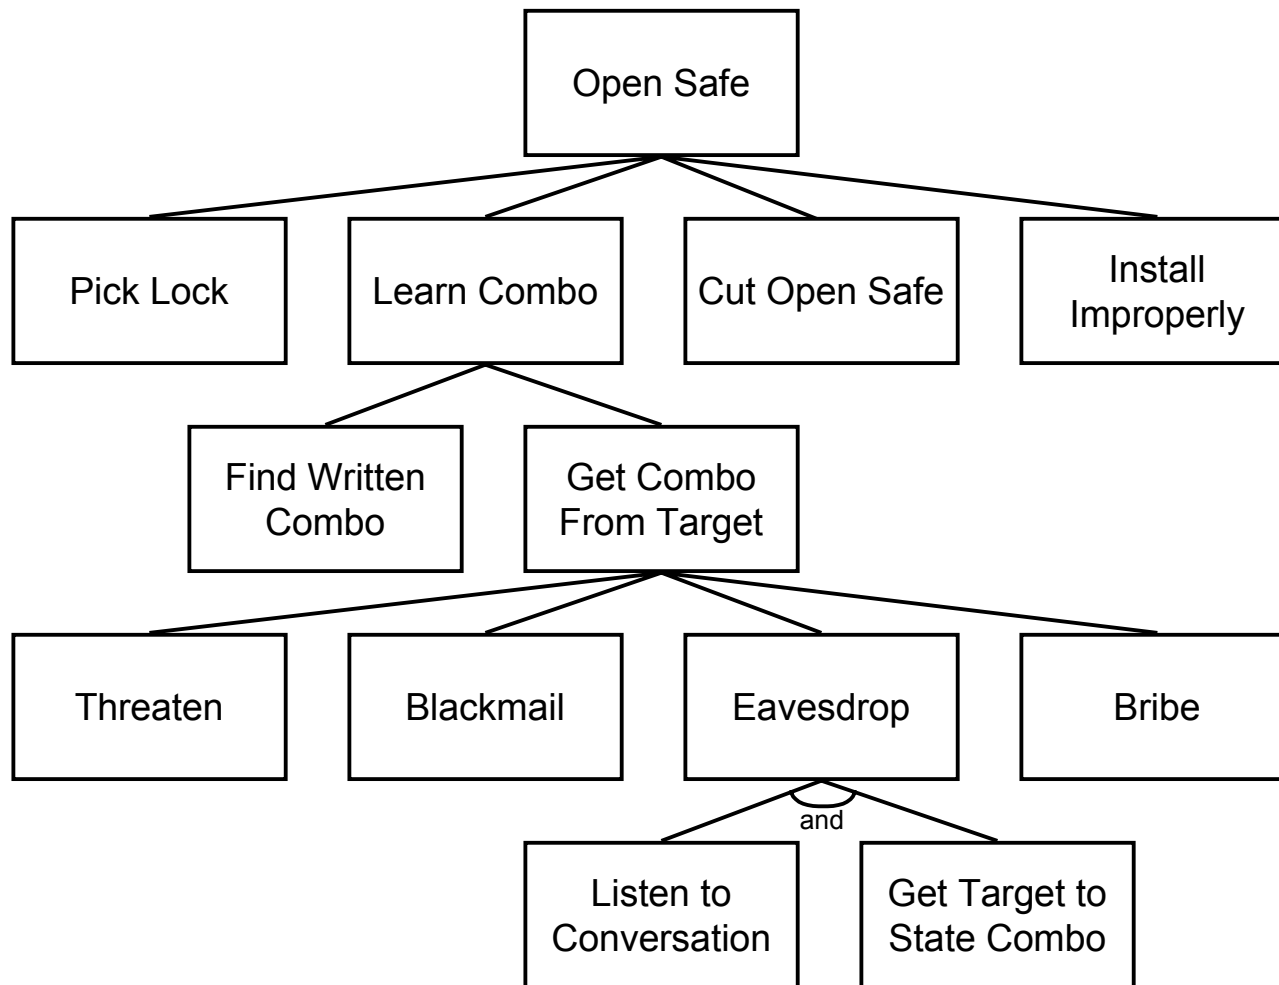 Open Safe
Pick Lock
Learn Combo
Cut Open Safe
Install
Improperly
Find Written
Combo
Get Combo
From Target
Threaten
Blackmail
Eavesdrop
Bribe
and
Listen to
Conversation
Get Target to
State Combo